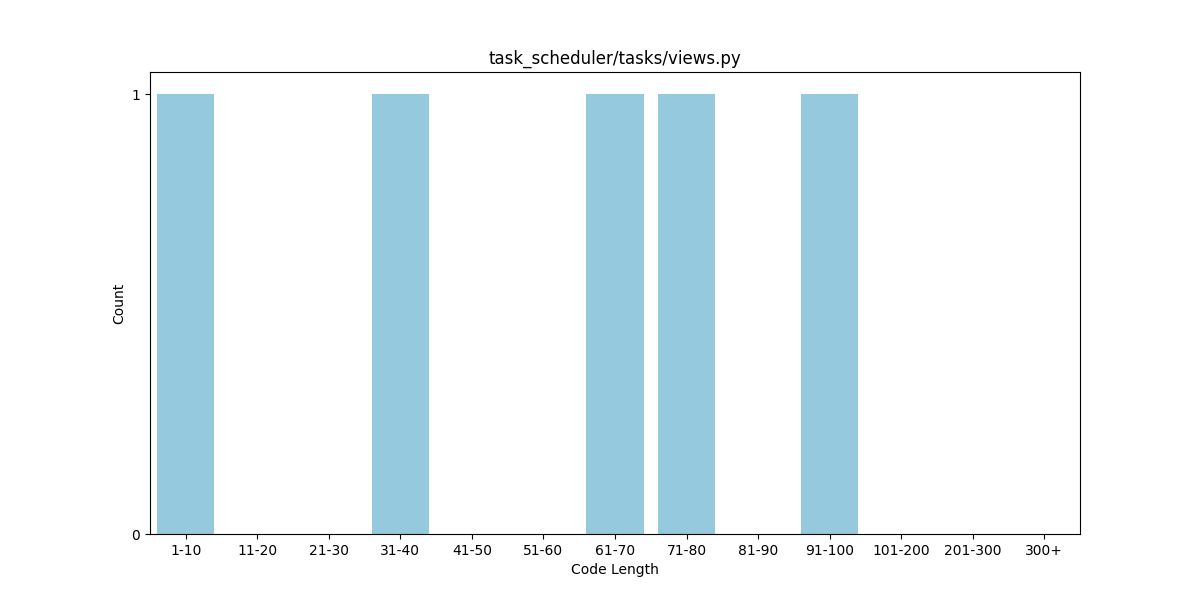 task_scheduler/tasks/views.py
1
Count
0
1-10 11-20 21-30 31-40 41-50 51-60 61-70 71-80 81-90 91-100 101-200 201-300 300+
Code Length